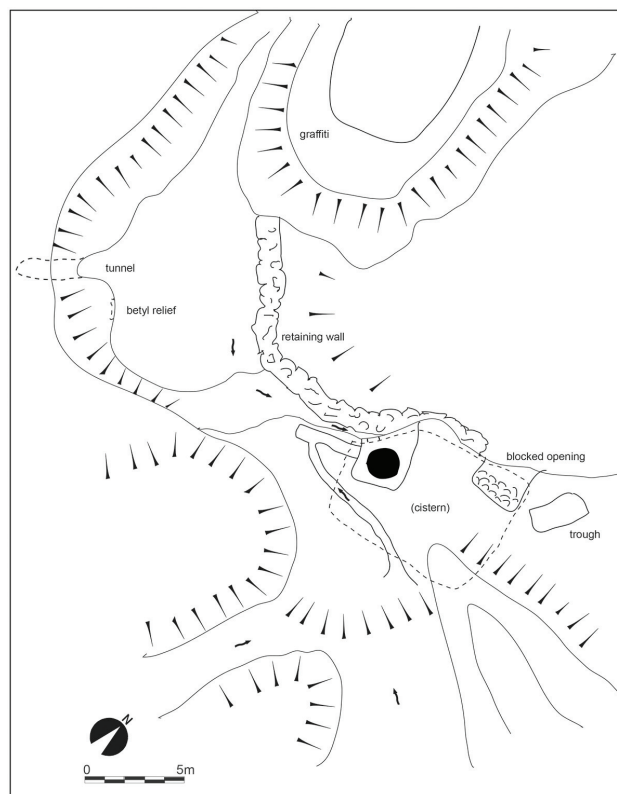 graffiti
tunnel
betyl relief
retaining wall
blocked opening
(cistern)
trough
N
0 5m